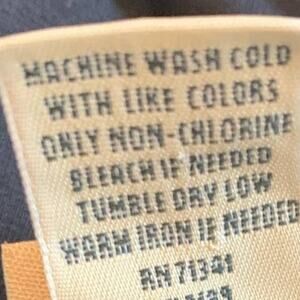 MACHINE WASH COLD
WITH LIKE COLORS
ONLY NON-CHLORINE
BLEACH IF NEEDED
TUMBLE DRY LOW
WARM IRON IF NEEDED
RN 71341